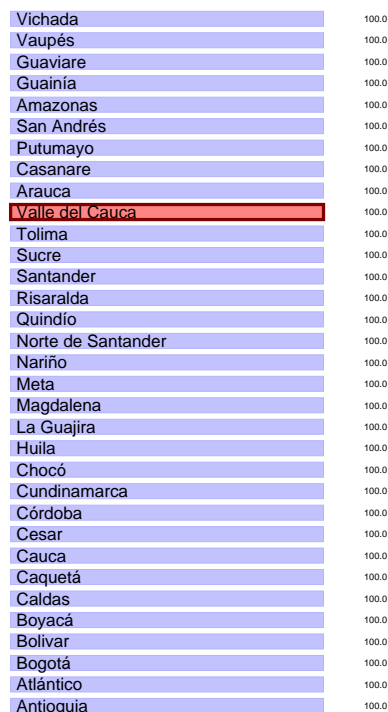 Vichada 100.0
Vaupés 100.0
Guaviare 100.0
Guainía 100.0
Amazonas 100.0
San Andrés 100.0
Putumayo 100.0
Casanare 100.0
Arauca 100.0
Valle del Cauca 100.0
Tolima 100.0
Sucre 100.0
Santander 100.0
Risaralda 100.0
Quindío 100.0
Norte de Santander 100.0
Nariño 100.0
Meta 100.0
Magdalena 100.0
La Guajira 100.0
Huila 100.0
Chocó 100.0
Cundinamarca 100.0
Córdoba 100.0
Cesar 100.0
Cauca 100.0
Caquetá 100.0
Caldas 100.0
Boyacá 100.0
Bolivar 100.0
Bogotá 100.0
Atlántico 100.0
Antioquia 100.0